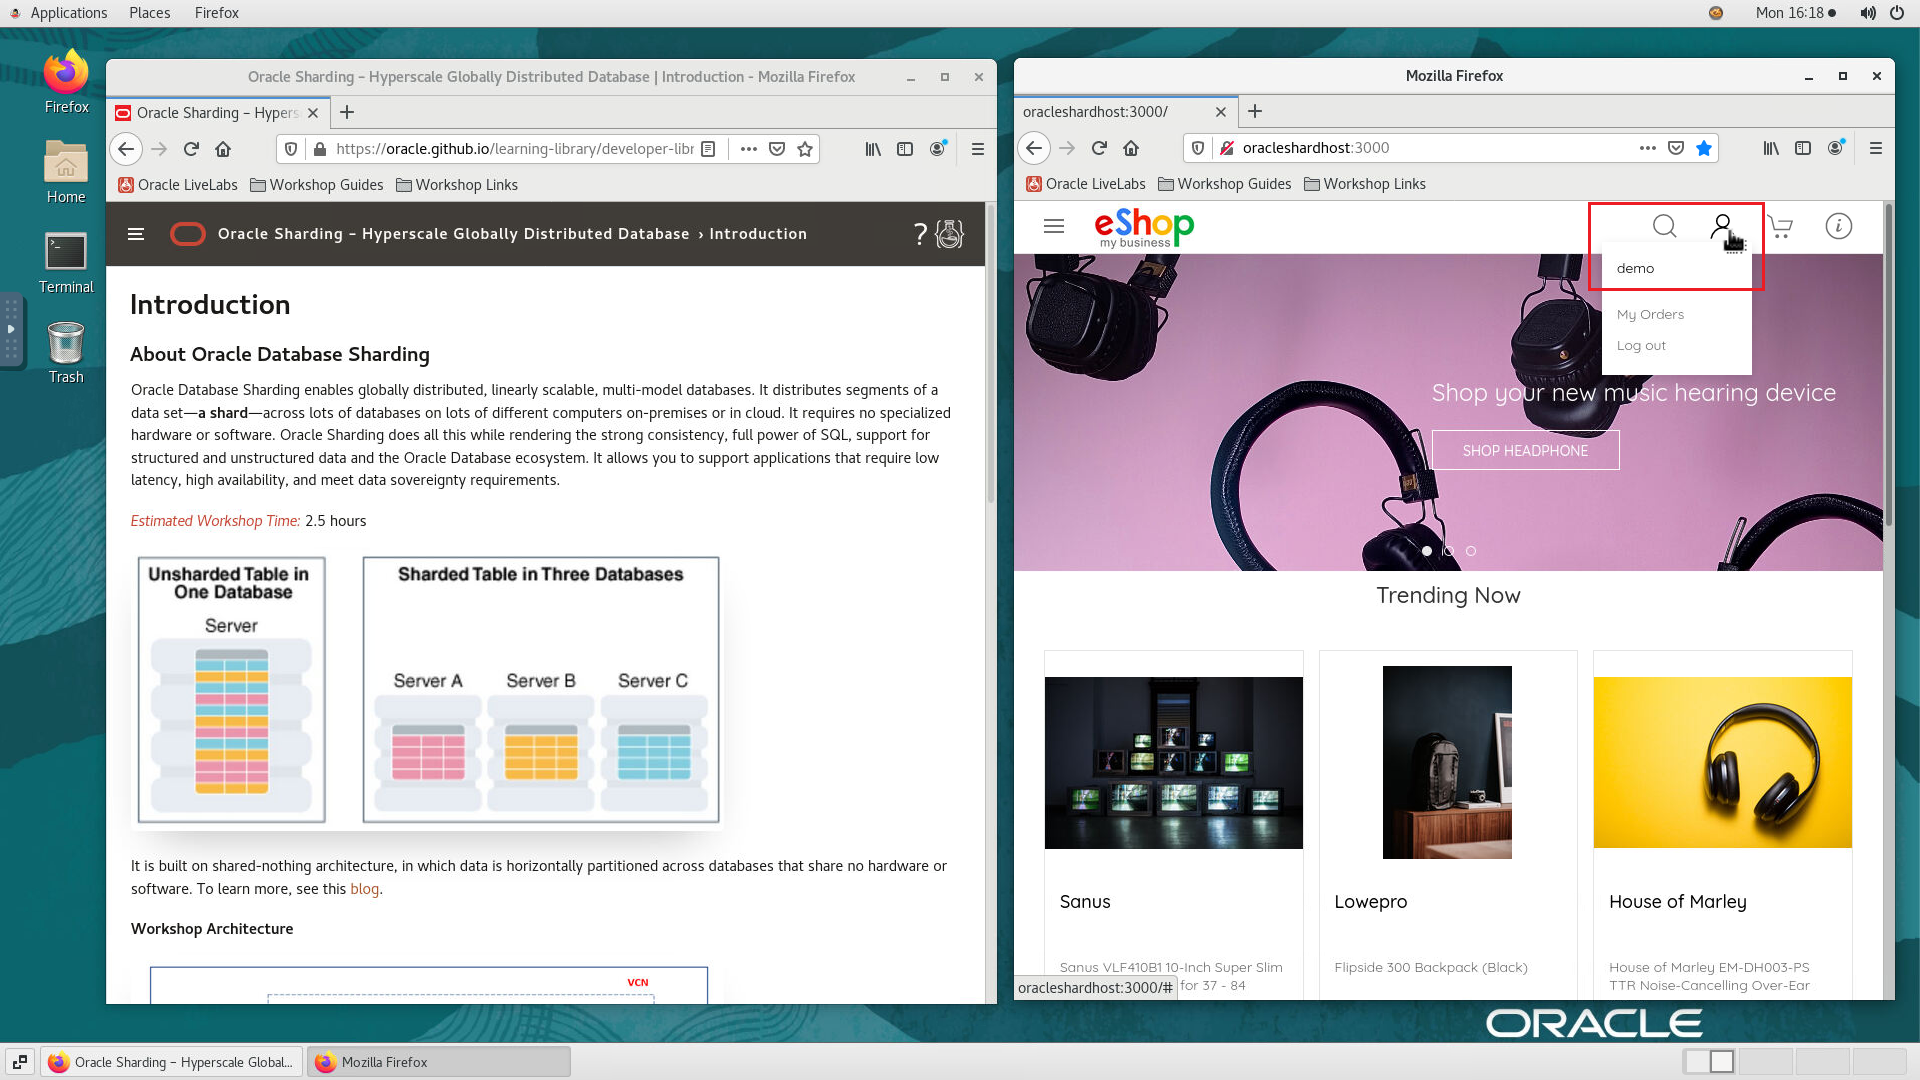 Applications Places Firefox Mon 16:18
Firefox
Home
Terminal
Trash
Oracle Sharding – Hyperscale Globally Distributed Database | Introduction - Mozilla Firefox
Oracle Sharding – Hypers
https://oracle.github.io/learning-library/developer-libr
Oracle LiveLabs Workshop Guides Workshop Links
Oracle Sharding – Hyperscale Globally Distributed Database › Introduction ?
Introduction
About Oracle Database Sharding
Oracle Database Sharding enables globally distributed, linearly scalable, multi-model databases. It distributes segments of a
data set—a shard—across lots of databases on lots of different computers on-premises or in cloud. It requires no specialized
hardware or software. Oracle Sharding does all this while rendering the strong consistency, full power of SQL, support for
structured and unstructured data and the Oracle Database ecosystem. It allows you to support applications that require low
latency, high availability, and meet data sovereignty requirements.
Estimated Workshop Time: 2.5 hours
Unsharded Table in
One Database
Server
Sharded Table in Three Databases
Server A Server B Server C
It is built on shared-nothing architecture, in which data is horizontally partitioned across databases that share no hardware or
software. To learn more, see this blog.
Workshop Architecture
VCN
Mozilla Firefox
oracleshardhost:3000/
oracleshardhost:3000
Oracle LiveLabs Workshop Guides Workshop Links
eShop
my business
demo
My Orders
Log out
Shop your new music hearing device
SHOP HEADPHONE
Trending Now
Sanus
Sanus VLF410B1 10-Inch Super Slim
for 37 - 84
Lowepro
Flipside 300 Backpack (Black)
House of Marley
House of Marley EM-DH003-PS
TTR Noise-Cancelling Over-Ear
oracleshardhost:3000/#
ORACLE
Oracle Sharding – Hyperscale Global... Mozilla Firefox